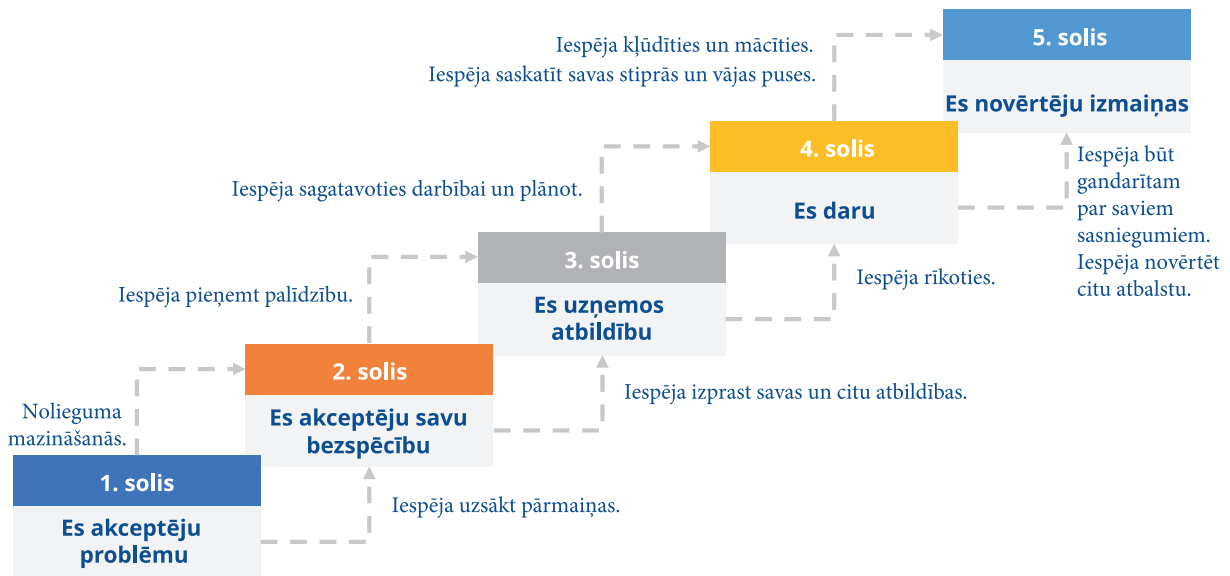 1. solis
Es akceptēju
problēmu
Nolieguma
mazināšanās.
Iespēja uzsākt pārmaiņas.
2. solis
Es akceptēju savu
bezspēcību
Iespēja pieņemt palīdzību.
Iespēja izprast savas un citu atbildības.
3. solis
Es uzņemos
atbildību
Iespēja sagatavoties darbībai un plānot.
Iespēja rīkoties.
4. solis
Es daru
Iespēja kļūdīties un mācīties.
Iespēja saskatīt savas stiprās un vājas puses.
Iespēja būt
gandarītam
par saviem
sasniegumiem.
Iespēja novērtēt
citu atbalstu.
5. solis
Es novērtēju izmaiņas